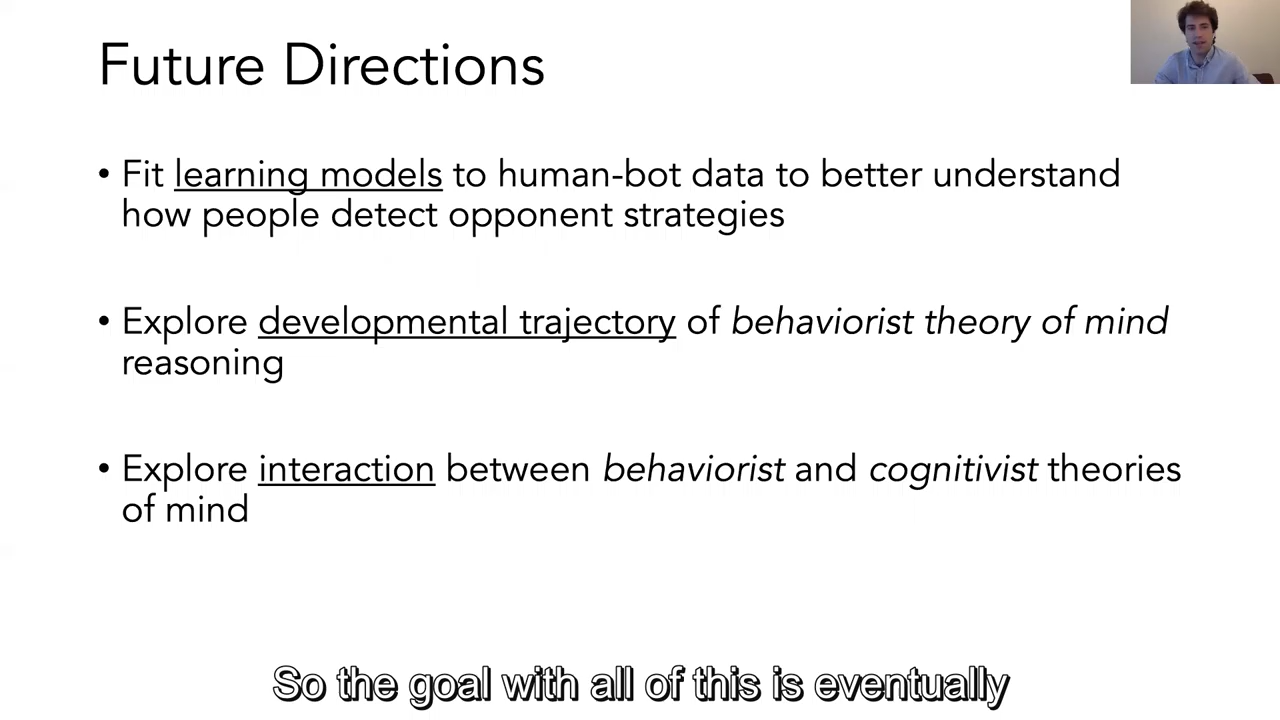 Future Directions
• Fit learning models to human-bot data to better understand
how people detect opponent strategies
• Explore developmental trajectory of behaviorist theory of mind
reasoning
• Explore interaction between behaviorist and cognitivist theories
of mind
So the goal with all of this is eventually